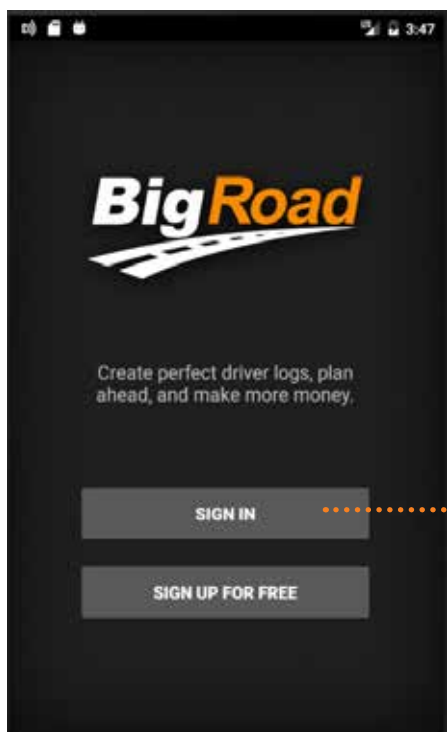 3:47
BigRoad
Create perfect driver logs, plan
ahead, and make more money.
SIGN IN
SIGN UP FOR FREE